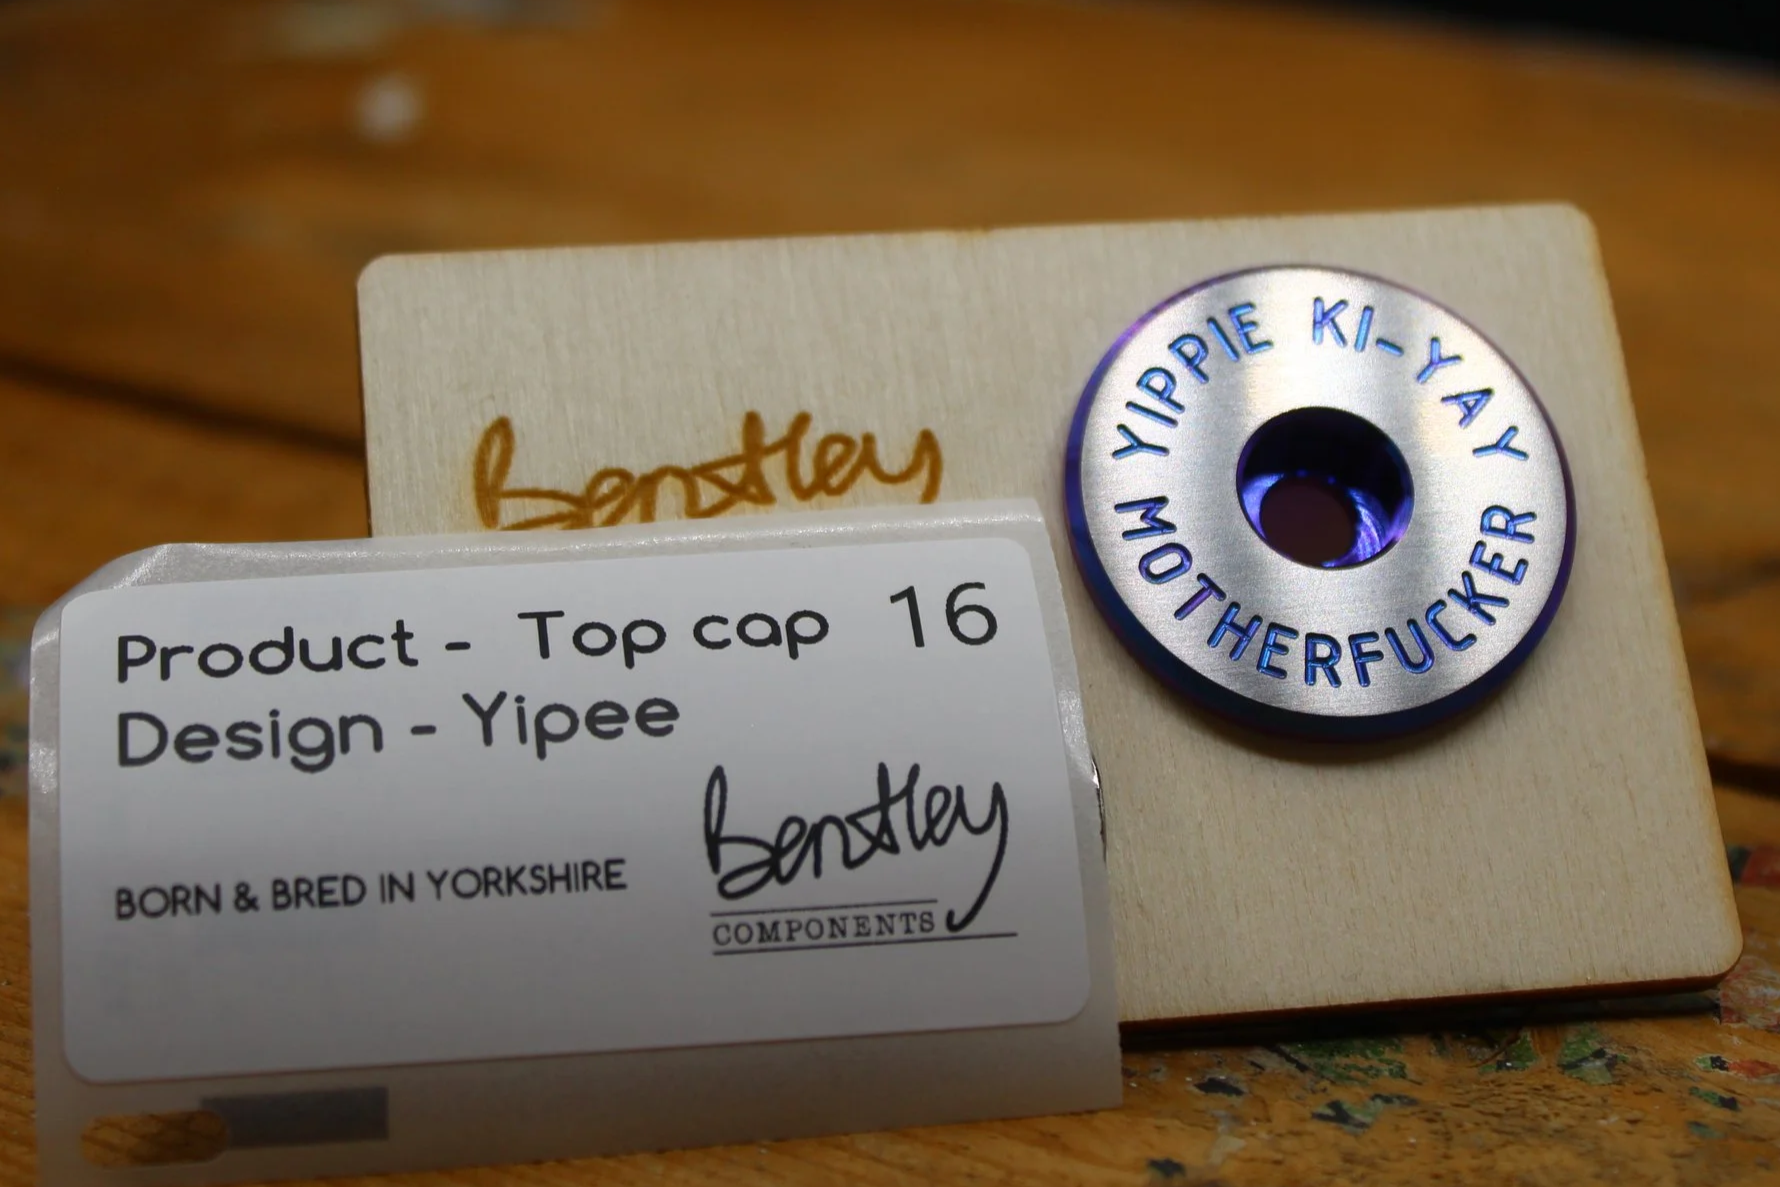 Bentley
YIPPIE KI-YAY
MOTHERFUCKER
Product - Top cap 16
Design - Yipee
BORN & BRED IN YORKSHIRE
Bentley
COMPONENTS